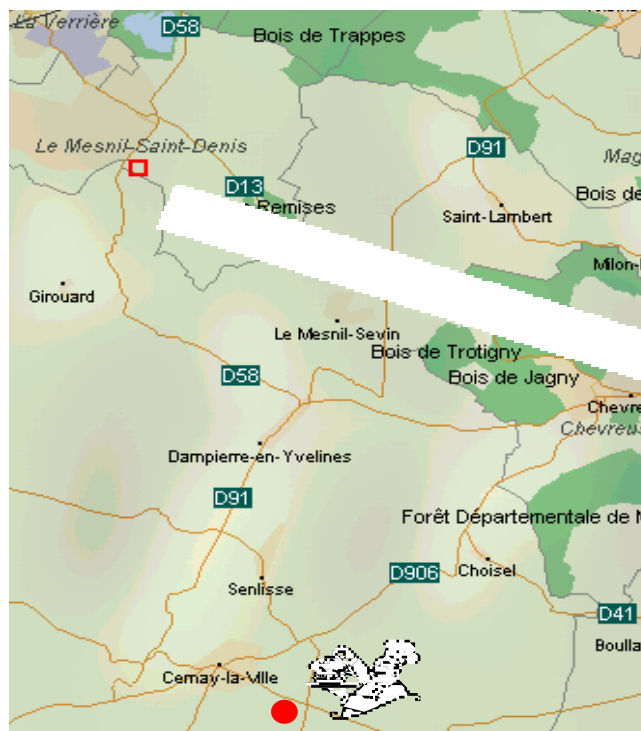 La Verrière
D58
Bois de Trappes
Le Mesnil-Saint-Denis
D91
Mag
D13
Remises
Bois de
Saint-Lambert
Milon-
Girouard
Le Mesnil-Sevin
Bois de Trotigny
D58
Bois de Jagny
Chevre
Chevreus
Dampierre-en-Yvelines
D91
Forêt Départementale de M
D906
Choisel
Senlisse
D41
Boulla
Cernay-la-Ville